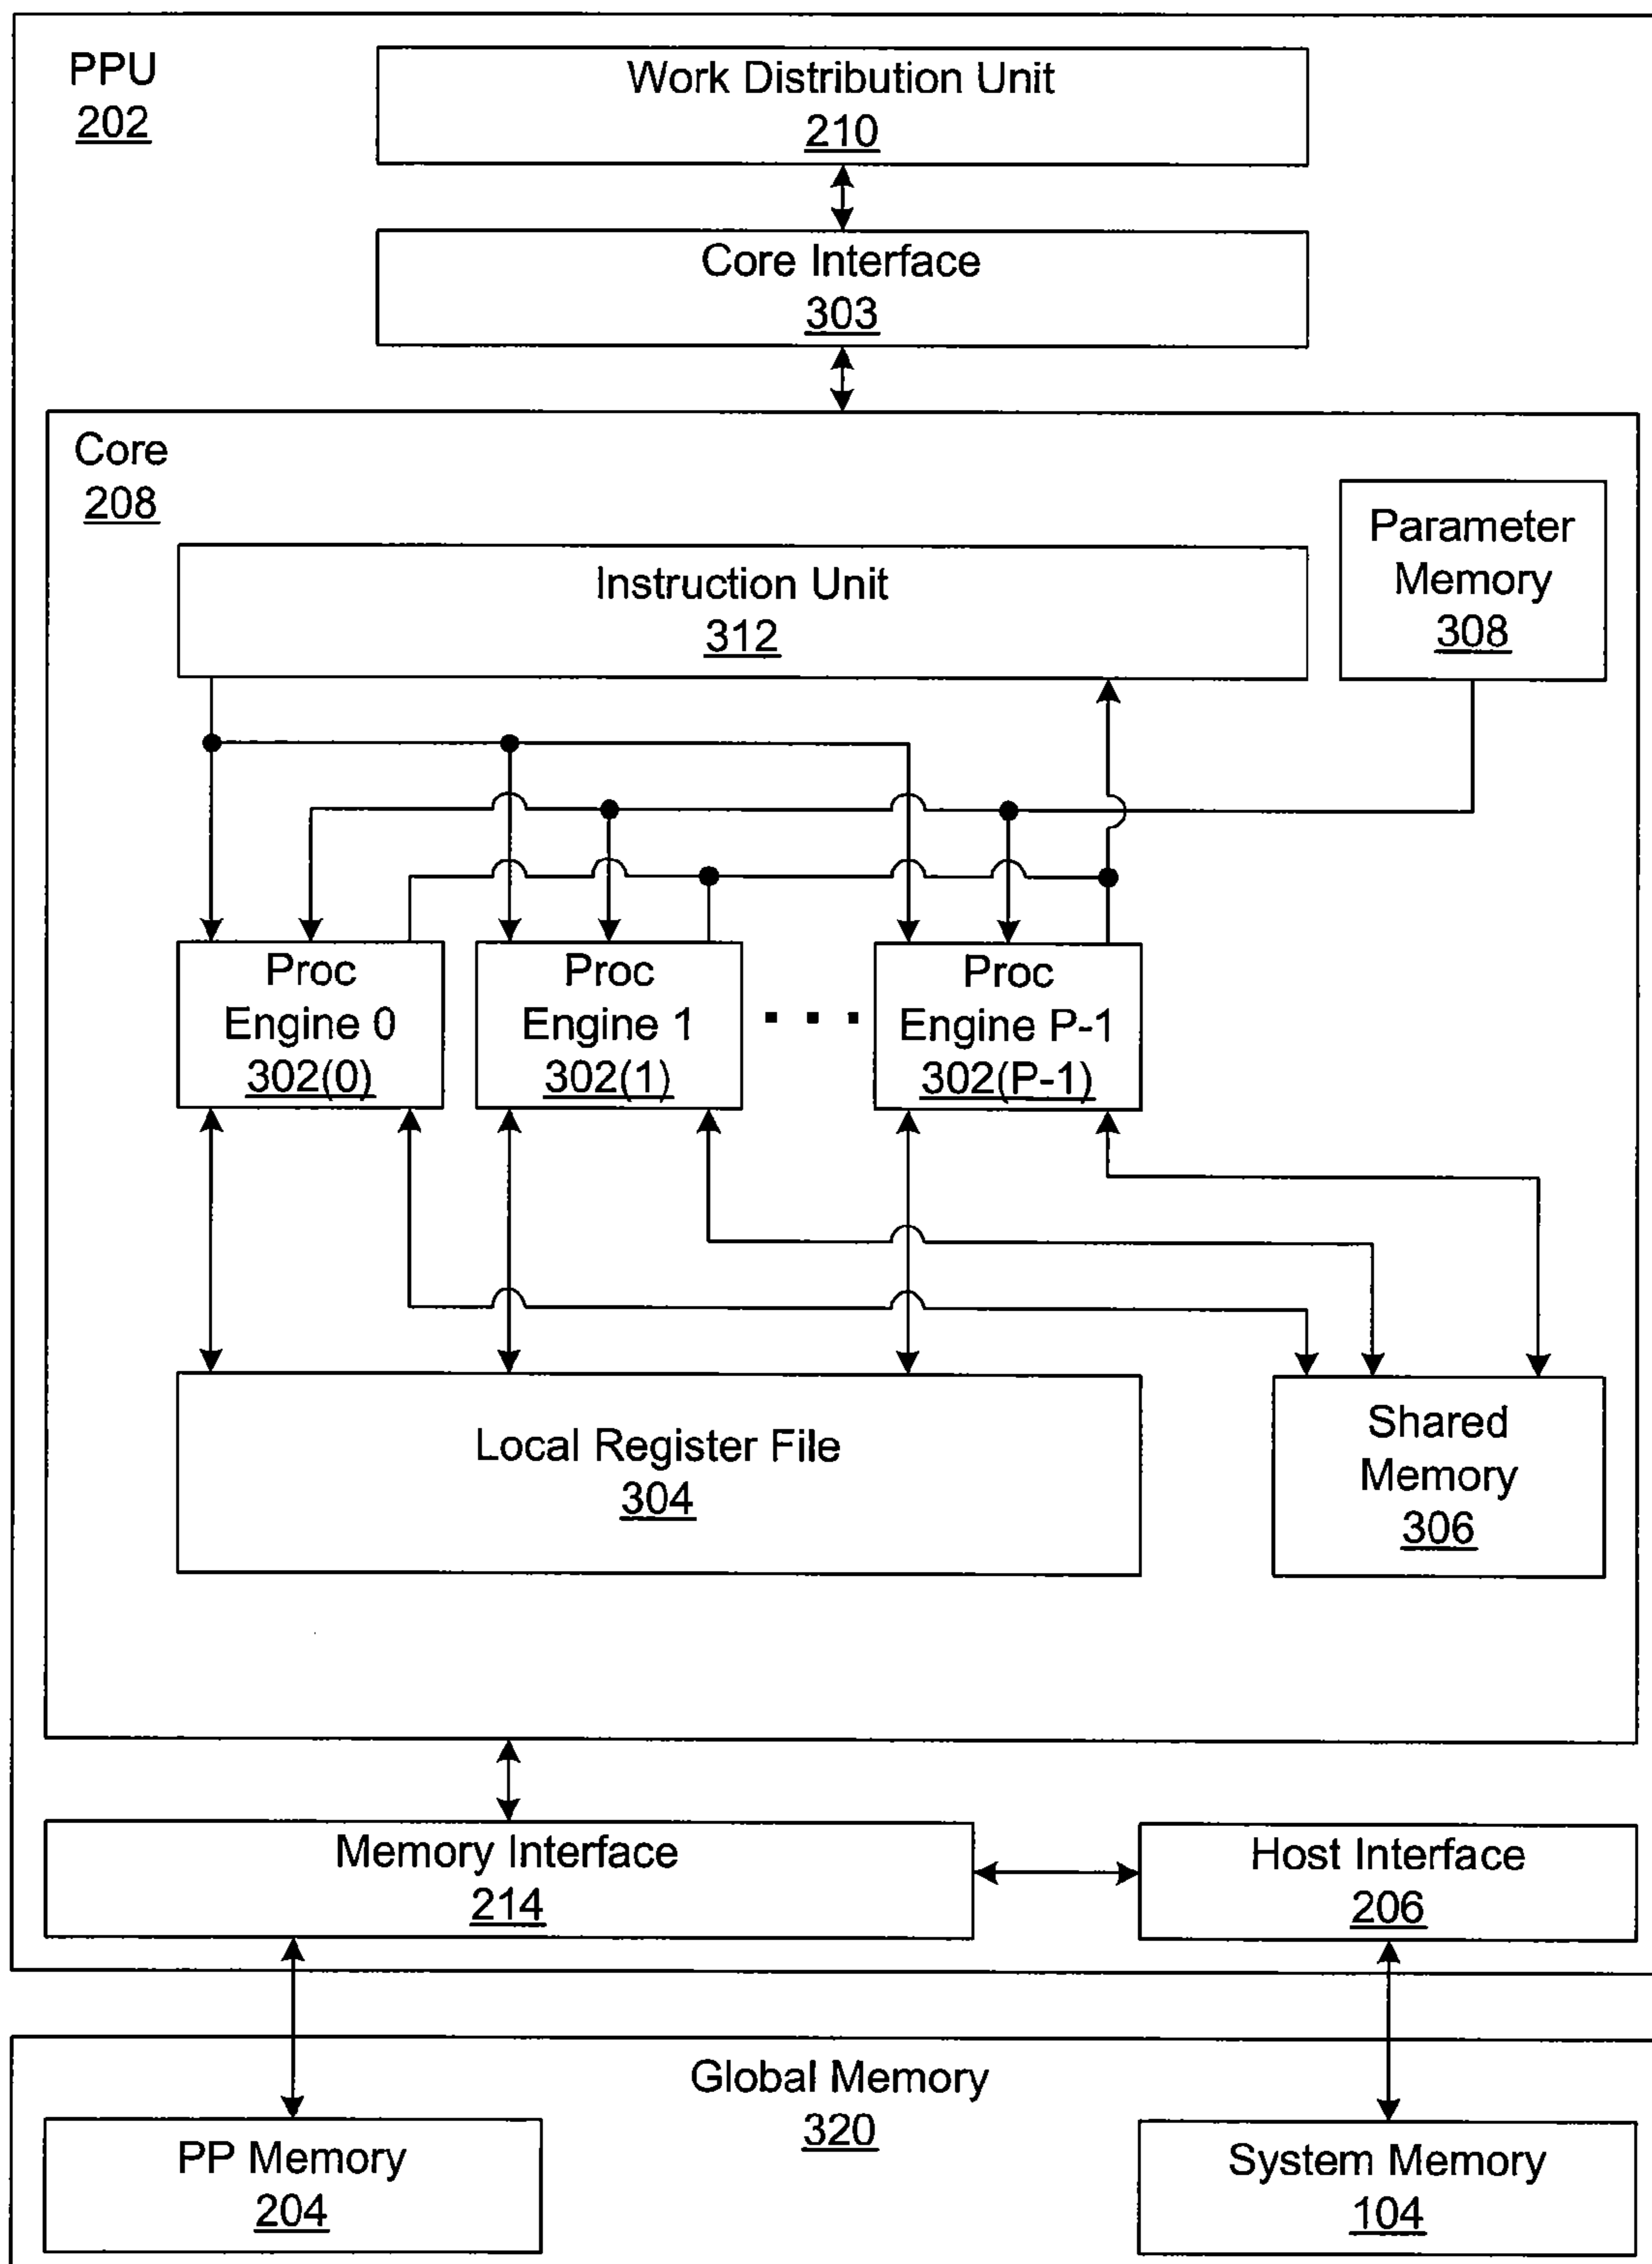 PPU
202
Work Distribution Unit
210
Core Interface
303
Core
208
Parameter
Memory
308
Instruction Unit
312
Proc
Engine 0
302(0)
Proc
Engine 1
302(1)
Proc
Engine P-1
302(P-1)
Local Register File
304
Shared
Memory
306
Memory Interface
214
Host Interface
206
Global Memory
320
PP Memory
204
System Memory
104